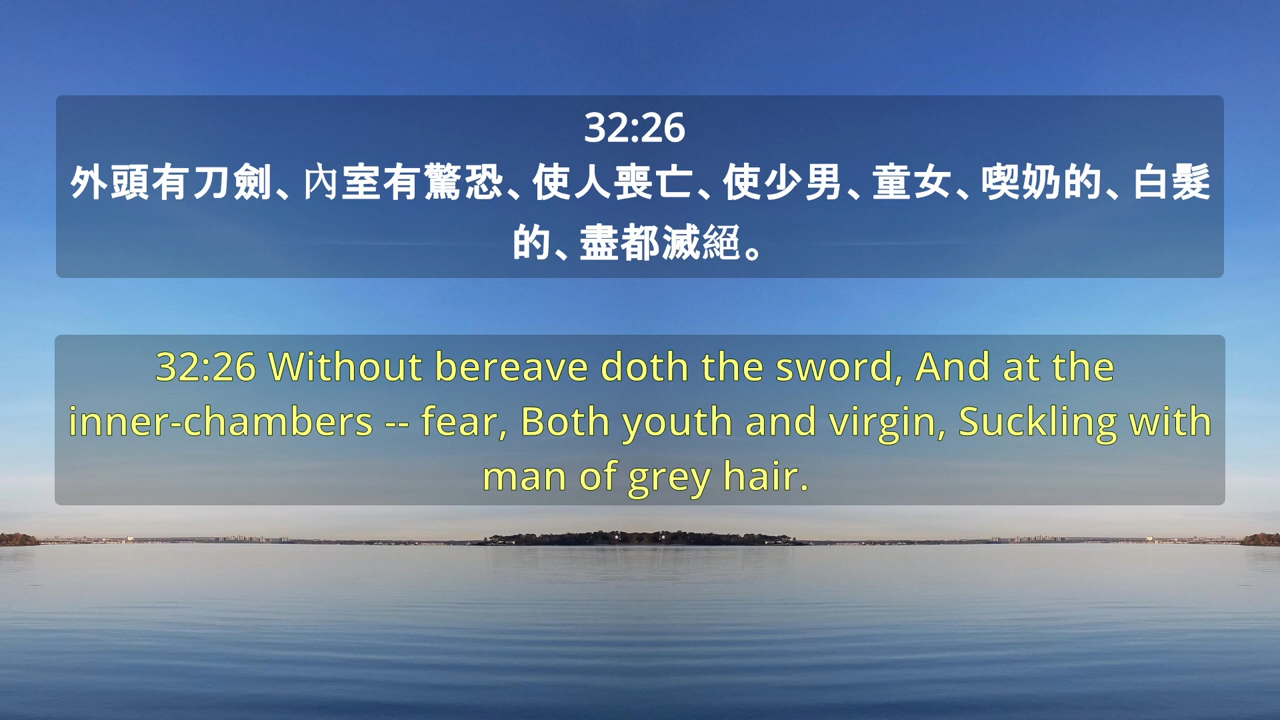 32:26
外頭有刀劍、內室有驚恐、使人喪亡、使少男、童女、喫奶的、白髮
的、盡都滅絕。
32:26 Without bereave doth the sword, And at the
inner-chambers -- fear, Both youth and virgin, Suckling with
man of grey hair.